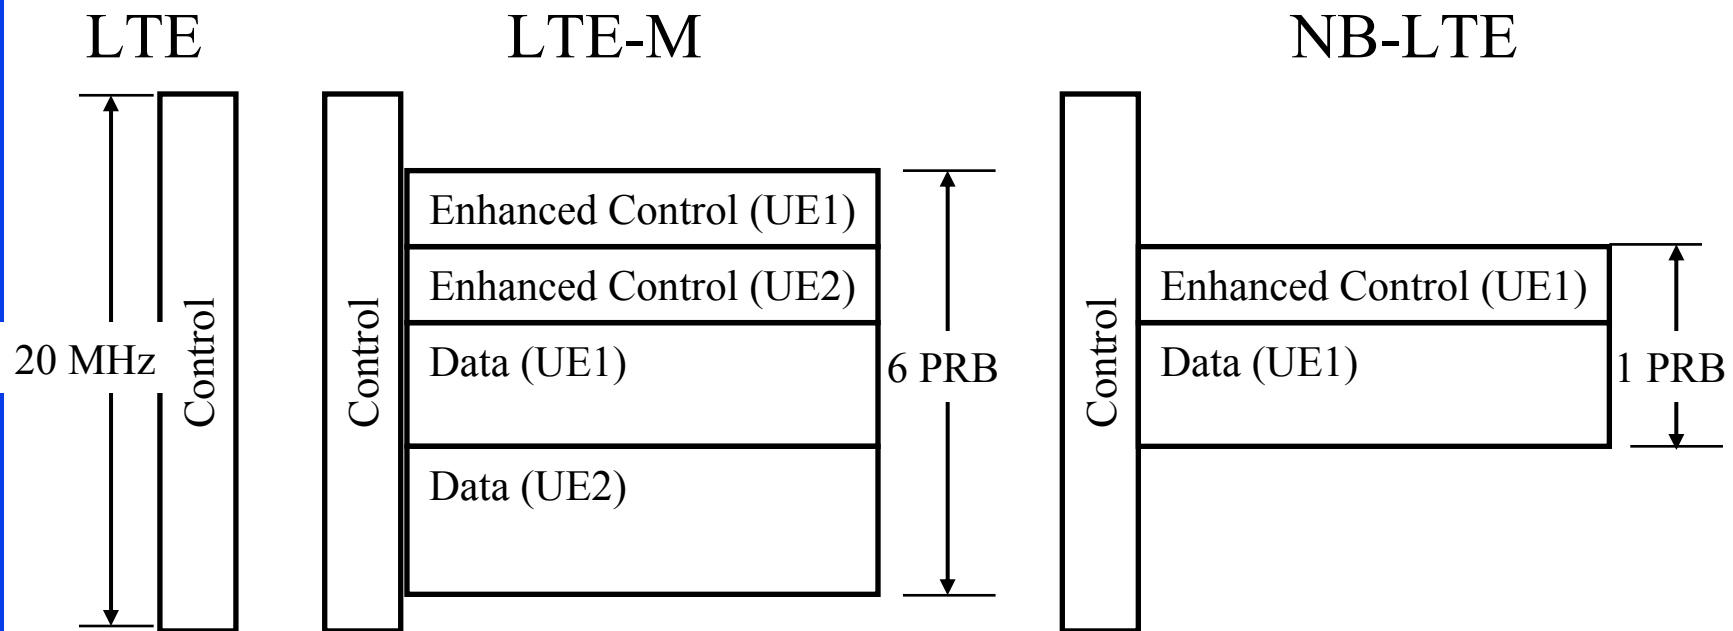 LTE
LTE-M
NB-LTE
20 MHz
Control
Control
Enhanced Control (UE1)
Enhanced Control (UE2)
Data (UE1)
Data (UE2)
6 PRB
Control
Enhanced Control (UE1)
Data (UE1)
1 PRB